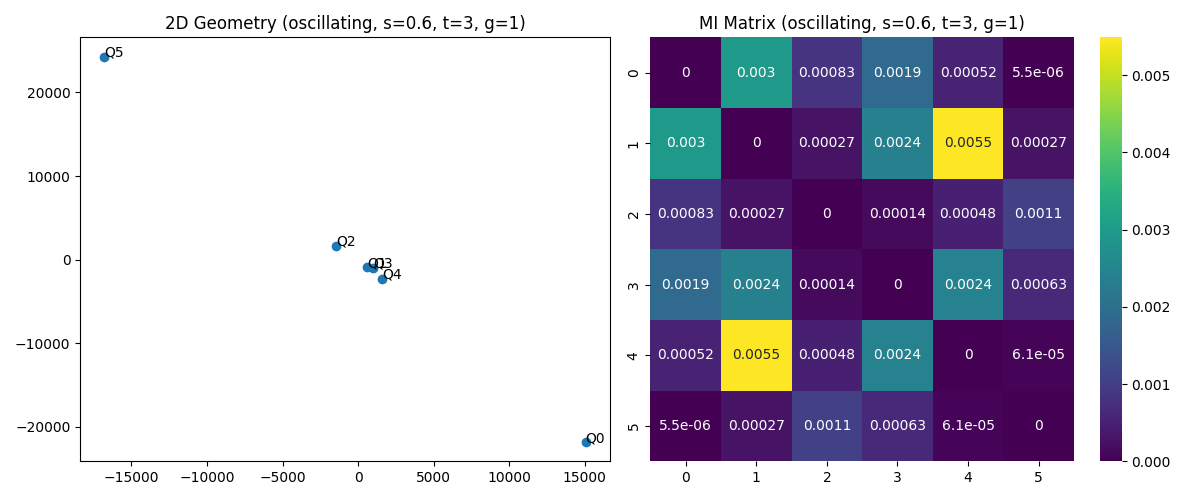 2D Geometry (oscillating, s=0.6, t=3, g=1)
Q5
Q2
Q1
Q3
Q4
Q0
20000
10000
0
−10000
−20000
−15000 −10000 −5000 0 5000 10000 15000
MI Matrix (oscillating, s=0.6, t=3, g=1)
0 0 0.003 0.00083 0.0019 0.00052 5.5e-06
1 0.003 0 0.00027 0.0024 0.0055 0.00027
2 0.00083 0.00027 0 0.00014 0.00048 0.0011
3 0.0019 0.0024 0.00014 0 0.0024 0.00063
4 0.00052 0.0055 0.00048 0.0024 0 6.1e-05
5 5.5e-06 0.00027 0.0011 0.00063 6.1e-05 0
0 1 2 3 4 5
0.005
0.004
0.003
0.002
0.001
0.000